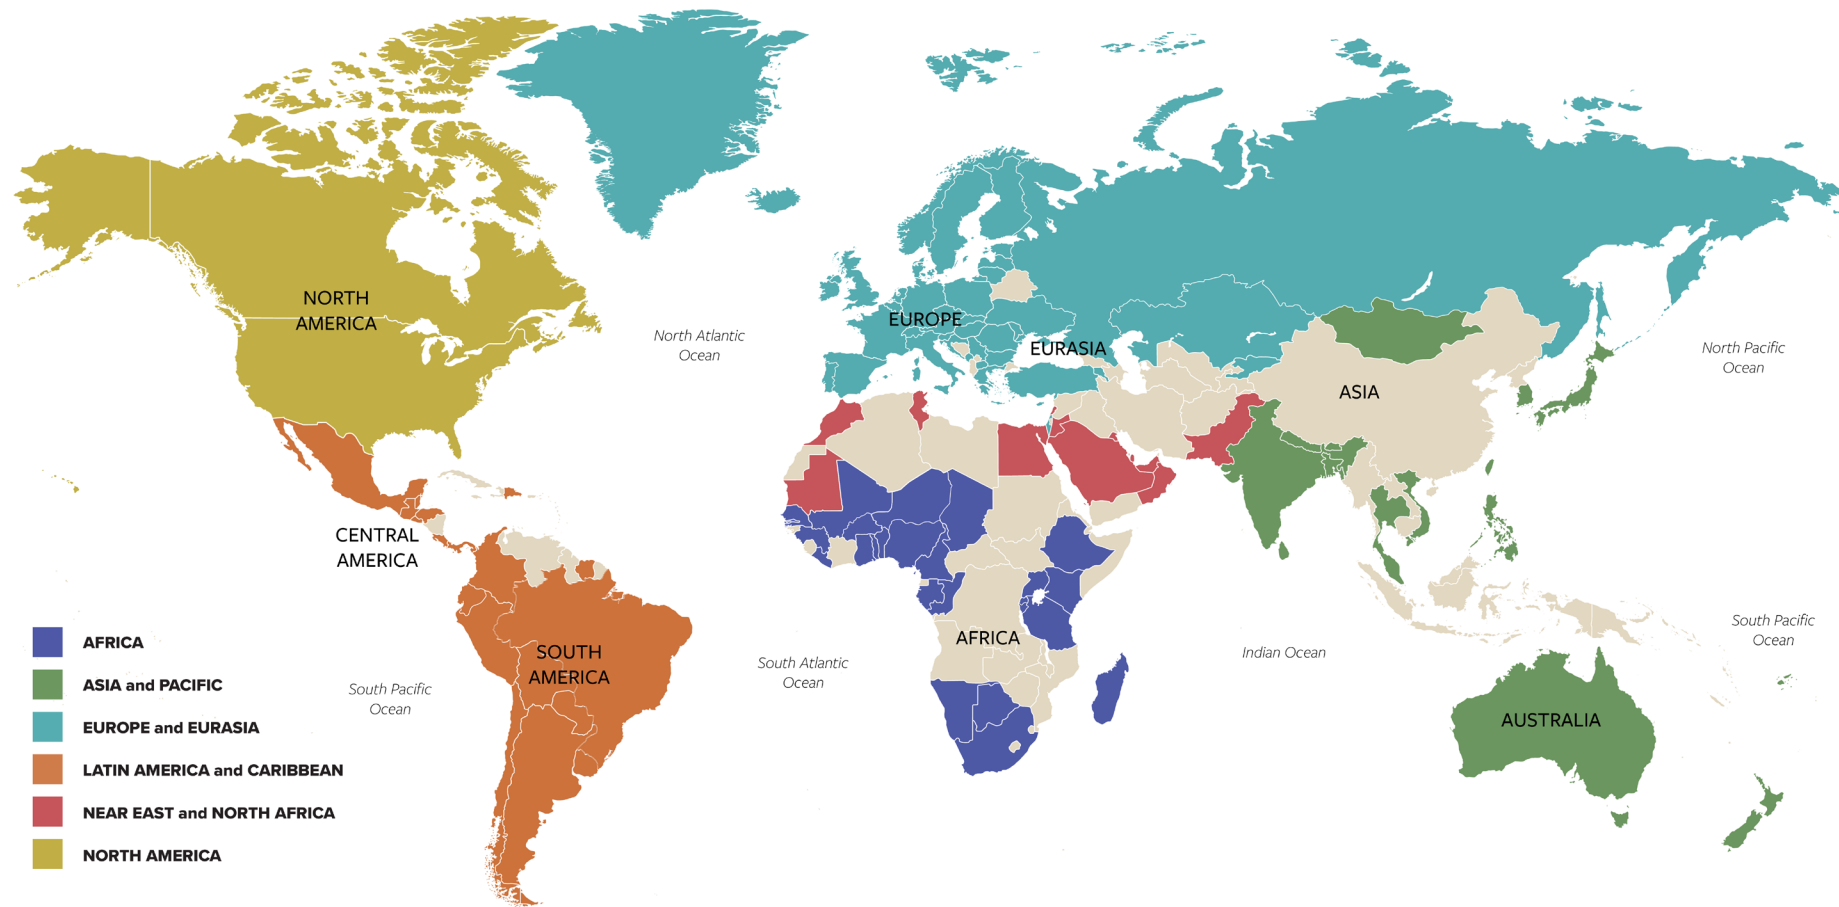 NORTH
AMERICA
North Atlantic
Ocean
EUROPE
EURASIA
ASIA
North Pacific
Ocean
CENTRAL
AMERICA
AFRICA
SOUTH
AMERICA
South Pacific
Ocean
South Atlantic
Ocean
Indian Ocean
South Pacific
Ocean
AUSTRALIA
AFRICA
ASIA and PACIFIC
EUROPE and EURASIA
LATIN AMERICA and CARIBBEAN
NEAR EAST and NORTH AFRICA
NORTH AMERICA